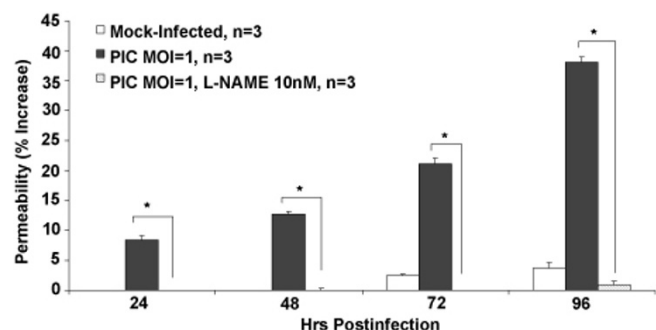 45
40
35
30
25
20
15
10
5
0
Permeability (% Increase)
Mock-Infected, n=3
PIC MOI=1, n=3
PIC MOI=1, L-NAME 10nM, n=3
* * * *
24 48 72 96
Hrs Postinfection